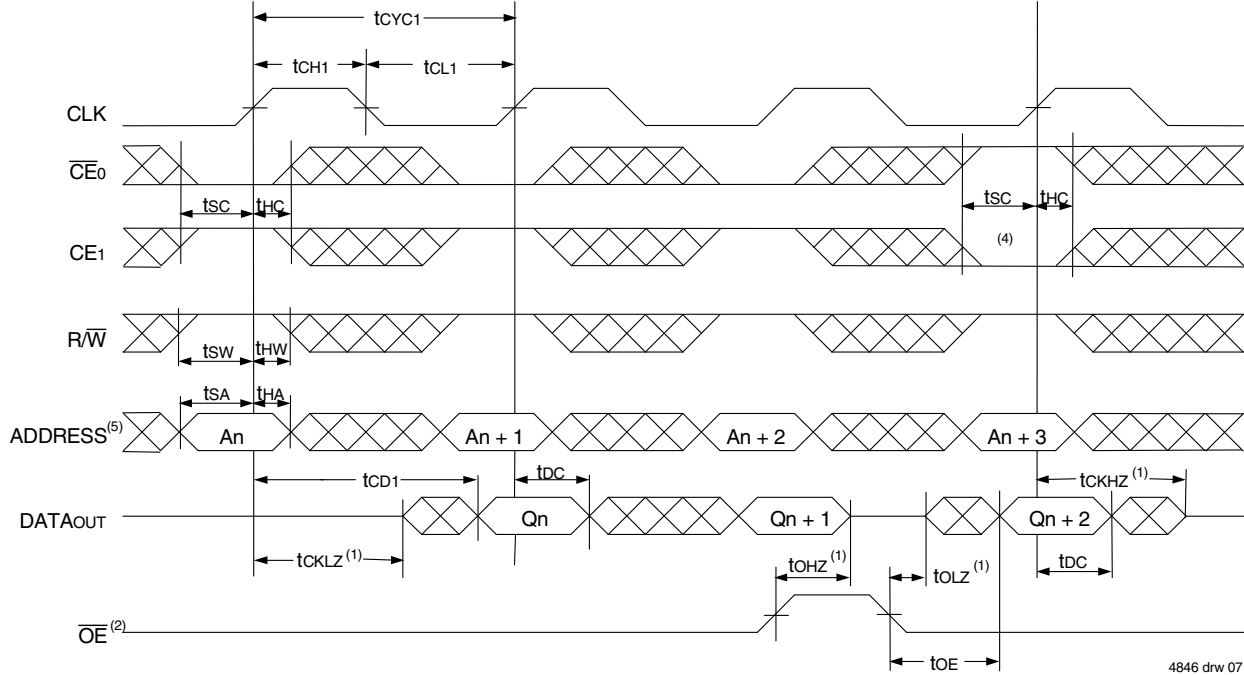 tCYC1
tCH1
tCL1
CLK
CE0
tSC
tHC
tSC
tHC
CE1
(4)
R/W
tSW
tHW
tSA
tHA
ADDRESS(5)
An
An + 1
An + 2
An + 3
tCD1
tDC
tCKHZ(1)
DATAOUT
Qn
Qn + 1
Qn + 2
tCKLZ(1)
tOHZ(1)
tOLZ(1)
tDC
OE(2)
tOE
4846 drw 07